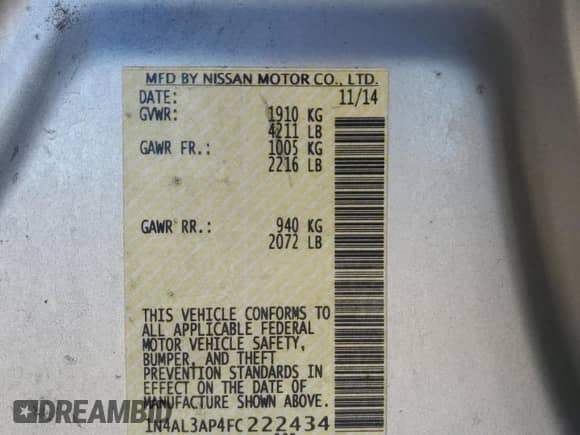 MFD BY NISSAN MOTOR CO., LTD.
DATE: 11/14
GVWR: 1910 KG
4211 LB
GAWR FR.: 1005 KG
2216 LB
GAWR RR.: 940 KG
2072 LB
THIS VEHICLE CONFORMS TO
ALL APPLICABLE FEDERAL
MOTOR VEHICLE SAFETY,
BUMPER, AND THEFT
PREVENTION STANDARDS IN
EFFECT ON THE DATE OF
MANUFACTURE SHOWN ABOVE.
1N4AL3AP4FC222434
DREAMBID